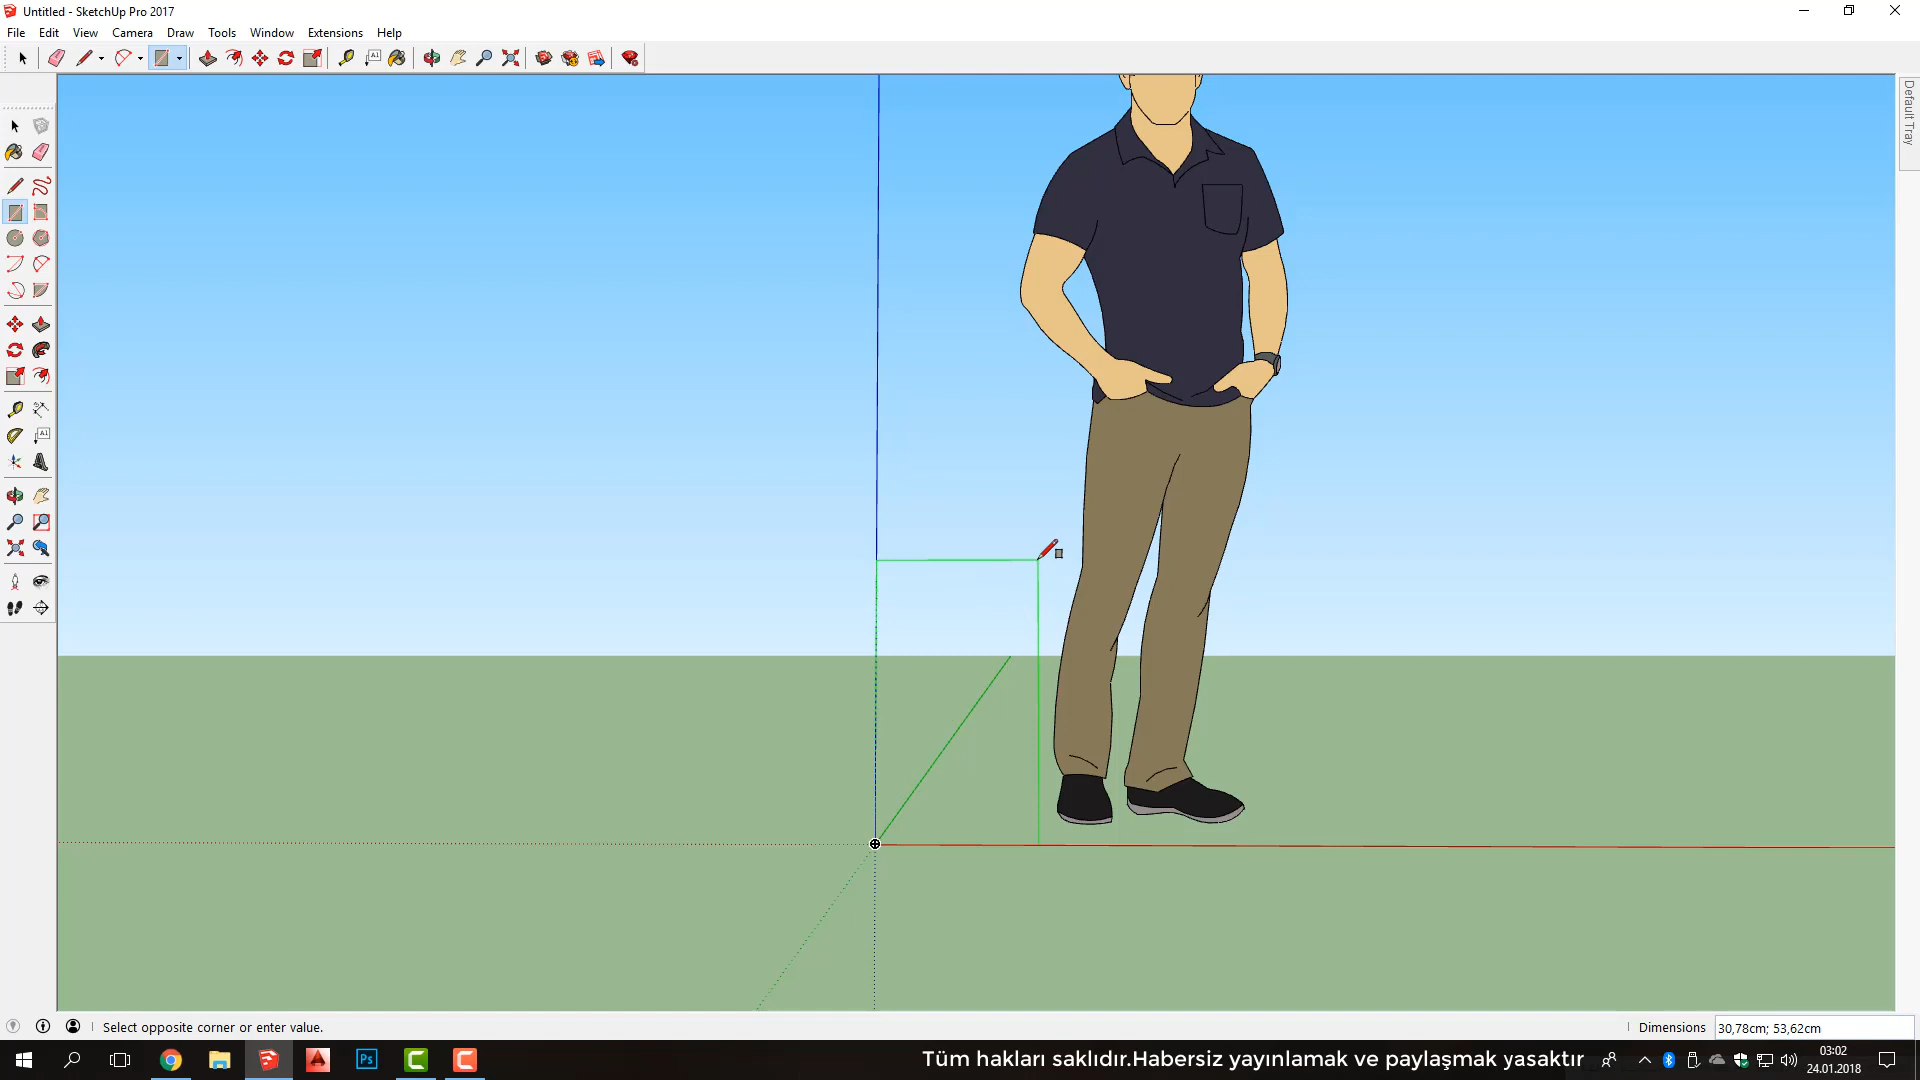 Untitled - SketchUp Pro 2017
File Edit View Camera Draw Tools Window Extensions Help
Default Tray
Select opposite corner or enter value.
Dimensions 30,78cm; 53,62cm
Tüm hakları saklıdır.Habersiz yayınlamak ve paylaşmak yasaktır
03:02
24.01.2018